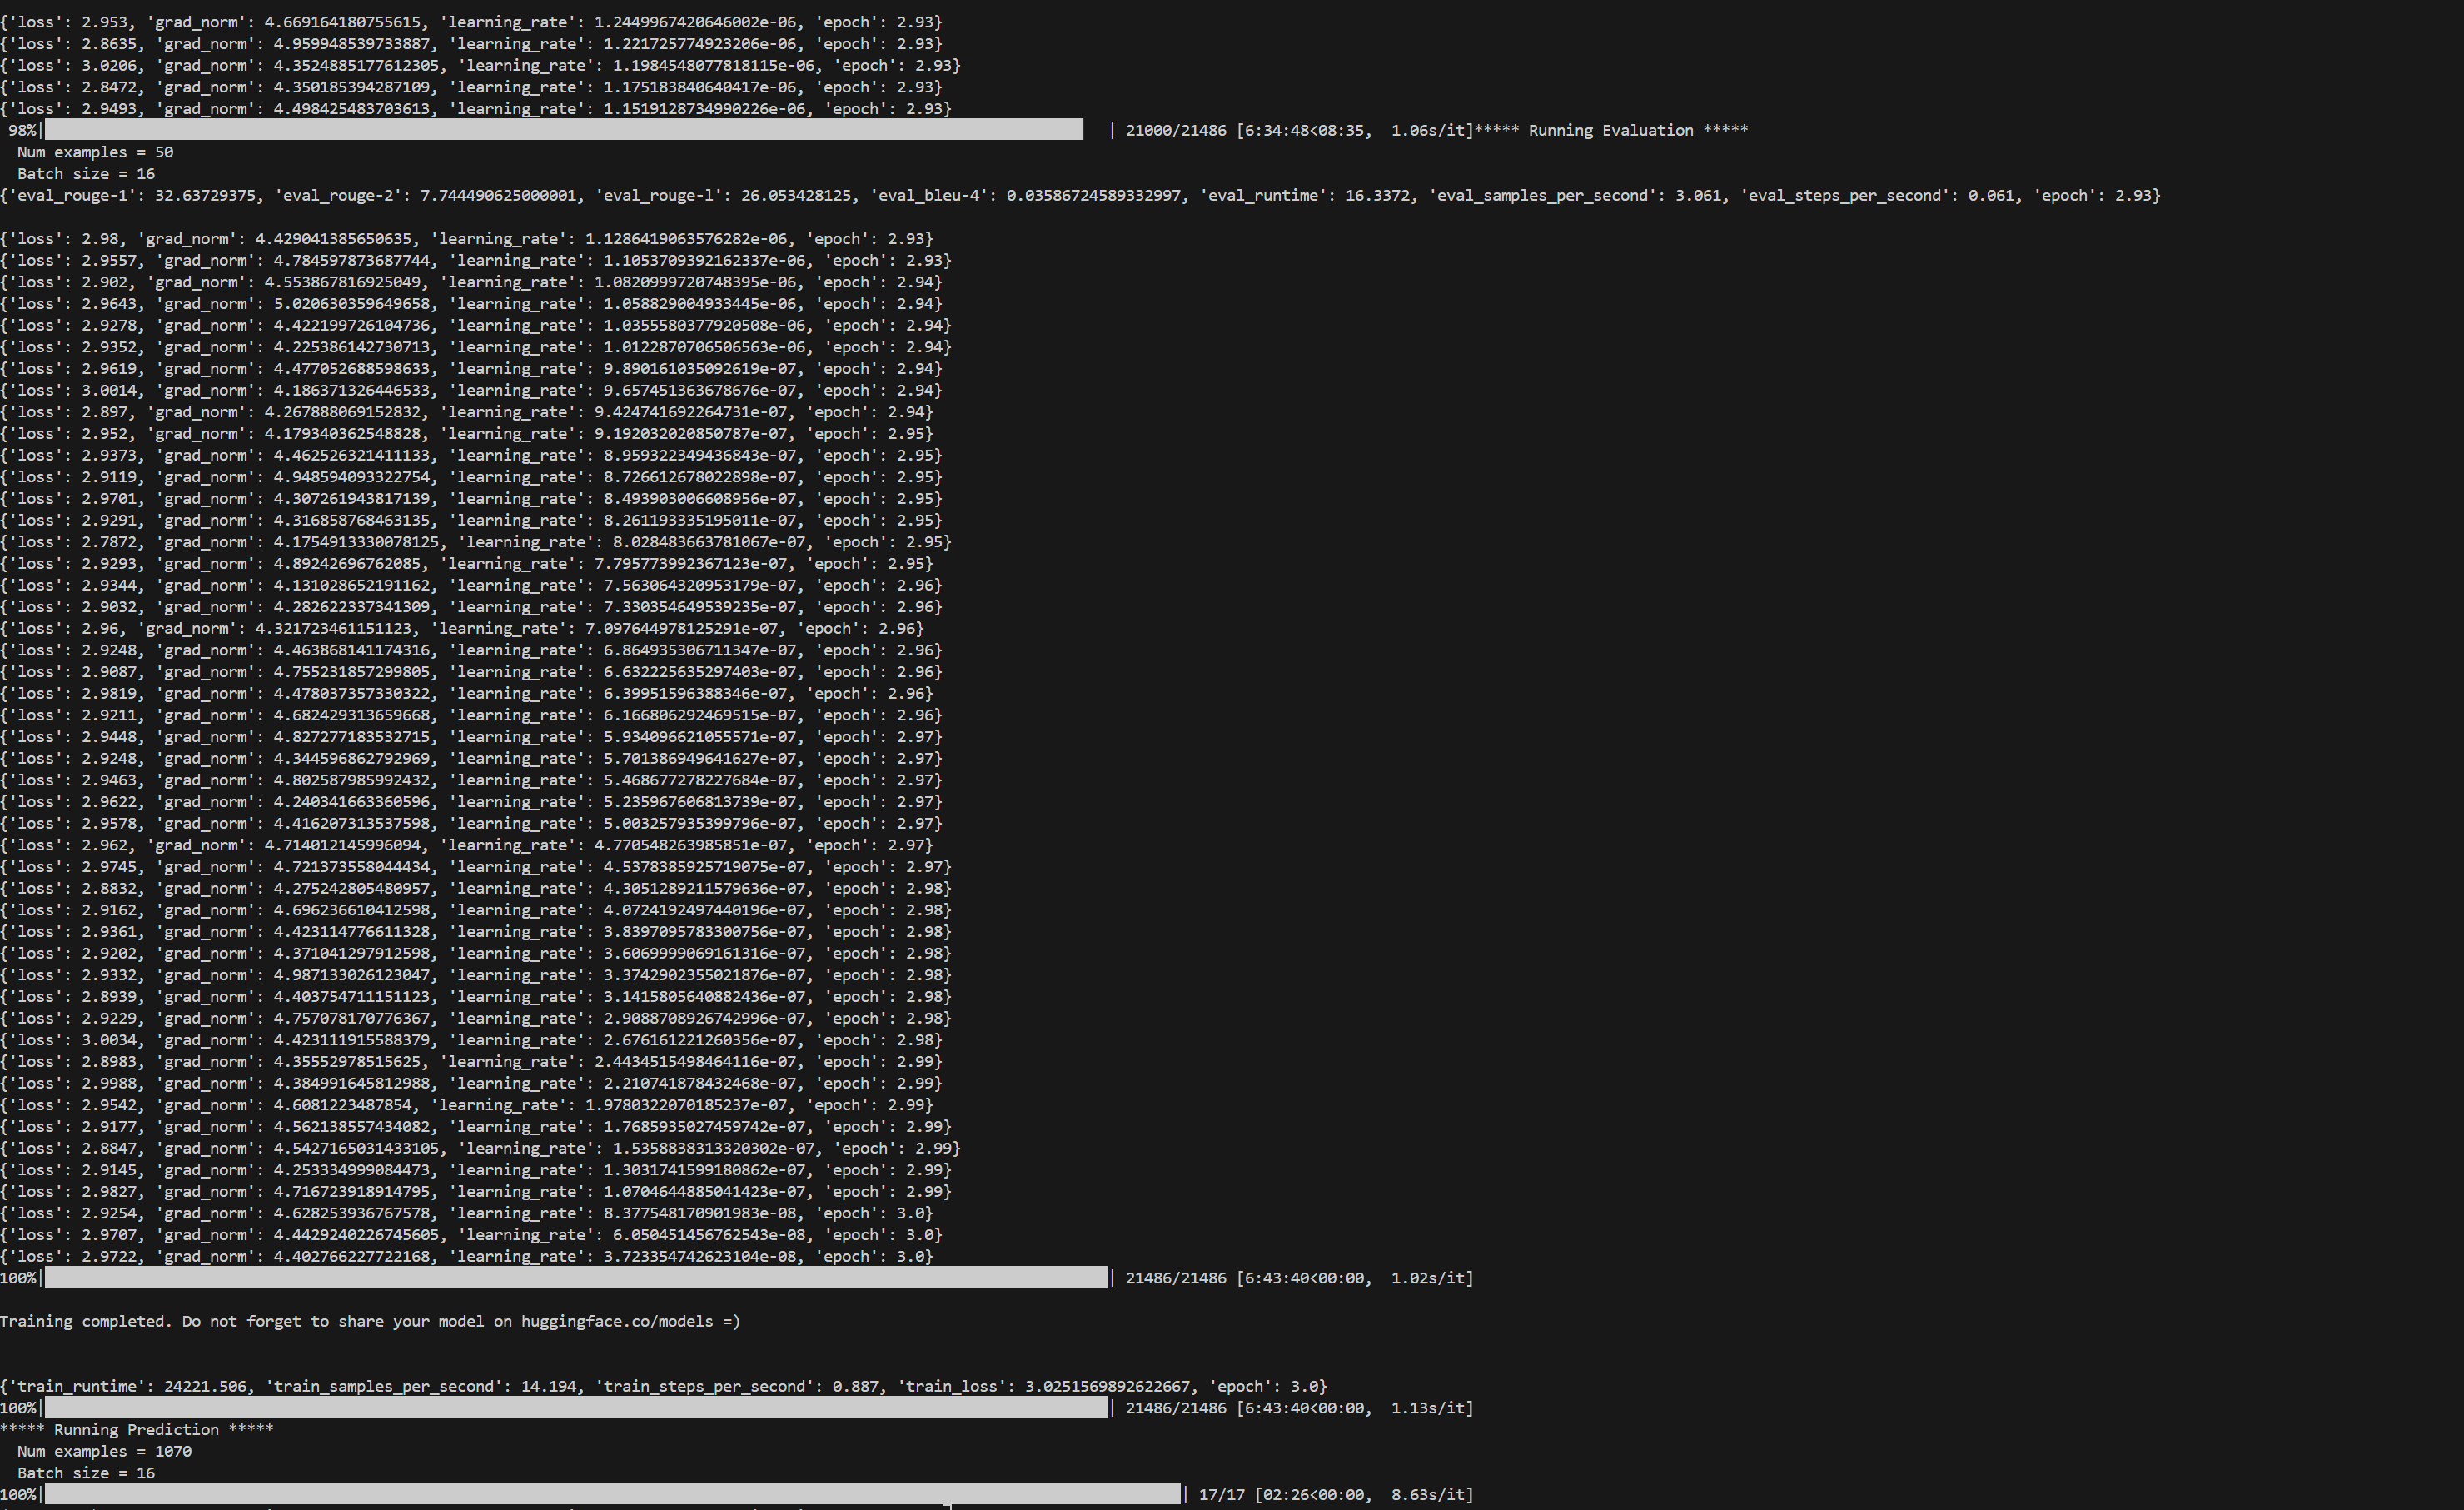 {'loss': 2.953, 'grad_norm': 4.669164180755615, 'learning_rate': 1.2449967420646002e-06, 'epoch': 2.93}
{'loss': 2.8635, 'grad_norm': 4.959948539733887, 'learning_rate': 1.221725774923206e-06, 'epoch': 2.93}
{'loss': 3.0206, 'grad_norm': 4.3524885177612305, 'learning_rate': 1.1984548077818115e-06, 'epoch': 2.93}
{'loss': 2.8472, 'grad_norm': 4.350185394287109, 'learning_rate': 1.175183840640417e-06, 'epoch': 2.93}
{'loss': 2.9493, 'grad_norm': 4.498425483703613, 'learning_rate': 1.1519128734990226e-06, 'epoch': 2.93}
98%| | 21000/21486 [6:34:48<08:35, 1.06s/it]***** Running Evaluation *****
Num examples = 50
Batch size = 16
{'eval_rouge-1': 32.63729375, 'eval_rouge-2': 7.744490625000001, 'eval_rouge-l': 26.053428125, 'eval_bleu-4': 0.03586724589332997, 'eval_runtime': 16.3372, 'eval_samples_per_second': 3.061, 'eval_steps_per_second': 0.061, 'epoch': 2.93}
{'loss': 2.98, 'grad_norm': 4.429041385650635, 'learning_rate': 1.1286419063576282e-06, 'epoch': 2.93}
{'loss': 2.9557, 'grad_norm': 4.784597873687744, 'learning_rate': 1.1053709392162337e-06, 'epoch': 2.93}
{'loss': 2.902, 'grad_norm': 4.553867816925049, 'learning_rate': 1.0820999720748395e-06, 'epoch': 2.94}
{'loss': 2.9643, 'grad_norm': 5.020630359649658, 'learning_rate': 1.058829004933445e-06, 'epoch': 2.94}
{'loss': 2.9278, 'grad_norm': 4.422199726104736, 'learning_rate': 1.0355580377920508e-06, 'epoch': 2.94}
{'loss': 2.9352, 'grad_norm': 4.225386142730713, 'learning_rate': 1.0122870706506563e-06, 'epoch': 2.94}
{'loss': 2.9619, 'grad_norm': 4.477052688598633, 'learning_rate': 9.890161035092619e-07, 'epoch': 2.94}
{'loss': 3.0014, 'grad_norm': 4.186371326446533, 'learning_rate': 9.657451363678676e-07, 'epoch': 2.94}
{'loss': 2.897, 'grad_norm': 4.267888069152832, 'learning_rate': 9.424741692264731e-07, 'epoch': 2.94}
{'loss': 2.952, 'grad_norm': 4.179340362548828, 'learning_rate': 9.192032020850787e-07, 'epoch': 2.95}
{'loss': 2.9373, 'grad_norm': 4.462526321411133, 'learning_rate': 8.959322349436843e-07, 'epoch': 2.95}
{'loss': 2.9119, 'grad_norm': 4.948594093322754, 'learning_rate': 8.726612678022898e-07, 'epoch': 2.95}
{'loss': 2.9701, 'grad_norm': 4.307261943817139, 'learning_rate': 8.493903006608956e-07, 'epoch': 2.95}
{'loss': 2.9291, 'grad_norm': 4.316858768463135, 'learning_rate': 8.261193335195011e-07, 'epoch': 2.95}
{'loss': 2.7872, 'grad_norm': 4.1754913330078125, 'learning_rate': 8.028483663781067e-07, 'epoch': 2.95}
{'loss': 2.9293, 'grad_norm': 4.89242696762085, 'learning_rate': 7.795773992367123e-07, 'epoch': 2.95}
{'loss': 2.9344, 'grad_norm': 4.131028652191162, 'learning_rate': 7.563064320953179e-07, 'epoch': 2.96}
{'loss': 2.9032, 'grad_norm': 4.282622337341309, 'learning_rate': 7.330354649539235e-07, 'epoch': 2.96}
{'loss': 2.96, 'grad_norm': 4.321723461151123, 'learning_rate': 7.097644978125291e-07, 'epoch': 2.96}
{'loss': 2.9248, 'grad_norm': 4.463868141174316, 'learning_rate': 6.864935306711347e-07, 'epoch': 2.96}
{'loss': 2.9087, 'grad_norm': 4.755231857299805, 'learning_rate': 6.632225635297403e-07, 'epoch': 2.96}
{'loss': 2.9819, 'grad_norm': 4.478037357330322, 'learning_rate': 6.39951596388346e-07, 'epoch': 2.96}
{'loss': 2.9211, 'grad_norm': 4.682429313659668, 'learning_rate': 6.166806292469515e-07, 'epoch': 2.96}
{'loss': 2.9448, 'grad_norm': 4.827277183532715, 'learning_rate': 5.934096621055571e-07, 'epoch': 2.97}
{'loss': 2.9248, 'grad_norm': 4.344596862792969, 'learning_rate': 5.701386949641627e-07, 'epoch': 2.97}
{'loss': 2.9463, 'grad_norm': 4.802587985992432, 'learning_rate': 5.468677278227684e-07, 'epoch': 2.97}
{'loss': 2.9622, 'grad_norm': 4.240341663360596, 'learning_rate': 5.235967606813739e-07, 'epoch': 2.97}
{'loss': 2.9578, 'grad_norm': 4.416207313537598, 'learning_rate': 5.003257935399796e-07, 'epoch': 2.97}
{'loss': 2.962, 'grad_norm': 4.714012145996094, 'learning_rate': 4.770548263985851e-07, 'epoch': 2.97}
{'loss': 2.9745, 'grad_norm': 4.721373558044434, 'learning_rate': 4.5378385925719075e-07, 'epoch': 2.97}
{'loss': 2.8832, 'grad_norm': 4.275242805480957, 'learning_rate': 4.3051289211579636e-07, 'epoch': 2.98}
{'loss': 2.9162, 'grad_norm': 4.696236610412598, 'learning_rate': 4.0724192497440196e-07, 'epoch': 2.98}
{'loss': 2.9361, 'grad_norm': 4.423114776611328, 'learning_rate': 3.8397095783300756e-07, 'epoch': 2.98}
{'loss': 2.9202, 'grad_norm': 4.371041297912598, 'learning_rate': 3.6069999069161316e-07, 'epoch': 2.98}
{'loss': 2.9332, 'grad_norm': 4.987133026123047, 'learning_rate': 3.3742902355021876e-07, 'epoch': 2.98}
{'loss': 2.8939, 'grad_norm': 4.403754711151123, 'learning_rate': 3.1415805640882436e-07, 'epoch': 2.98}
{'loss': 2.9229, 'grad_norm': 4.757078170776367, 'learning_rate': 2.9088708926742996e-07, 'epoch': 2.98}
{'loss': 3.0034, 'grad_norm': 4.423111915588379, 'learning_rate': 2.676161221260356e-07, 'epoch': 2.98}
{'loss': 2.8983, 'grad_norm': 4.35552978515625, 'learning_rate': 2.4434515498464116e-07, 'epoch': 2.99}
{'loss': 2.9988, 'grad_norm': 4.384991645812988, 'learning_rate': 2.210741878432468e-07, 'epoch': 2.99}
{'loss': 2.9542, 'grad_norm': 4.6081223487854, 'learning_rate': 1.9780322070185237e-07, 'epoch': 2.99}
{'loss': 2.9177, 'grad_norm': 4.562138557434082, 'learning_rate': 1.7685935027459742e-07, 'epoch': 2.99}
{'loss': 2.8847, 'grad_norm': 4.5427165031433105, 'learning_rate': 1.5358838313320302e-07, 'epoch': 2.99}
{'loss': 2.9145, 'grad_norm': 4.253334999084473, 'learning_rate': 1.3031741599180862e-07, 'epoch': 2.99}
{'loss': 2.9827, 'grad_norm': 4.716723918914795, 'learning_rate': 1.0704644885041423e-07, 'epoch': 2.99}
{'loss': 2.9254, 'grad_norm': 4.628253936767578, 'learning_rate': 8.377548170901983e-08, 'epoch': 3.0}
{'loss': 2.9707, 'grad_norm': 4.4429240226745605, 'learning_rate': 6.050451456762543e-08, 'epoch': 3.0}
{'loss': 2.9722, 'grad_norm': 4.402766227722168, 'learning_rate': 3.723354742623104e-08, 'epoch': 3.0}
100%| | 21486/21486 [6:43:40<00:00, 1.02s/it]
Training completed. Do not forget to share your model on huggingface.co/models =)
{'train_runtime': 24221.506, 'train_samples_per_second': 14.194, 'train_steps_per_second': 0.887, 'train_loss': 3.0251569892622667, 'epoch': 3.0}
100%| | 21486/21486 [6:43:40<00:00, 1.13s/it]
***** Running Prediction *****
Num examples = 1070
Batch size = 16
100%| | 17/17 [02:26<00:00, 8.63s/it]